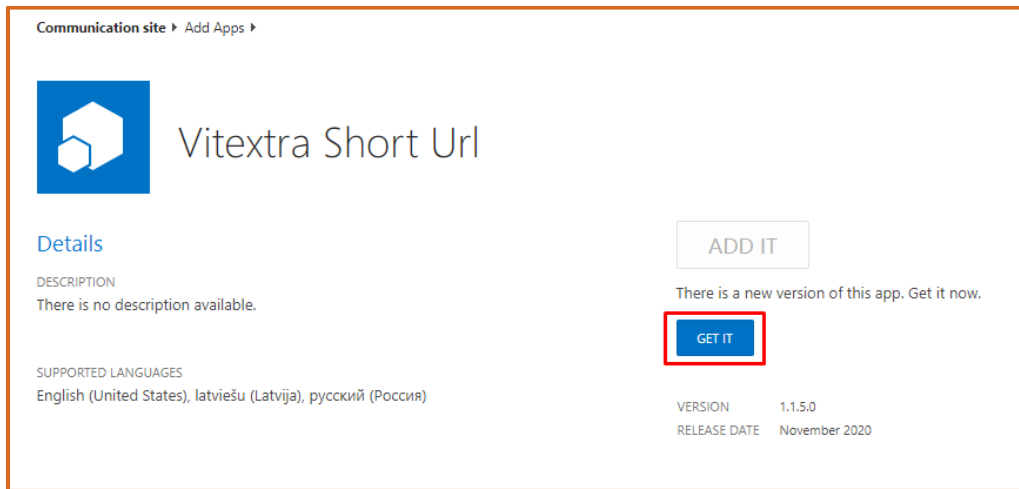 Communication site ▸ Add Apps ▸
Vitextra Short Url
Details
DESCRIPTION
There is no description available.
SUPPORTED LANGUAGES
English (United States), latviešu (Latvija), русский (Россия)
ADD IT
There is a new version of this app. Get it now.
GET IT
VERSION 1.1.5.0
RELEASE DATE November 2020